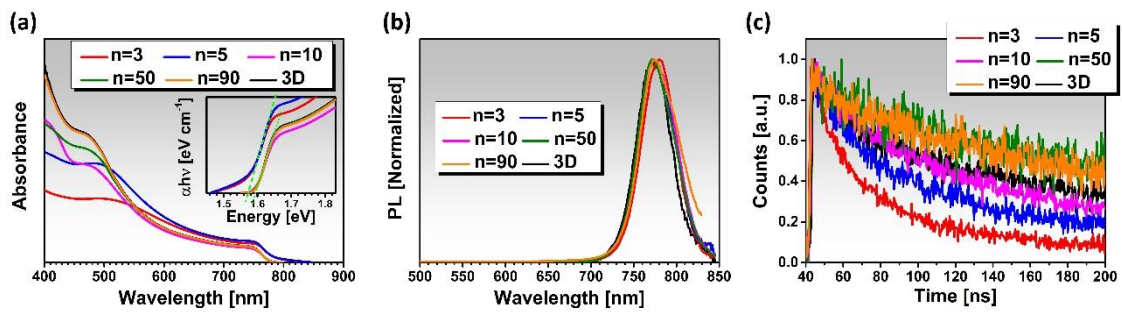 (a)
n=3 n=5 n=10
n=50 n=90 3D
Absorbance
αhν [eV cm⁻¹]
1.5 1.6 1.7 1.8
Energy [eV]
400 500 600 700 800 900
Wavelength [nm]
(b)
n=3 n=5
n=10 n=50
n=90 3D
PL [Normalized]
500 550 600 650 700 750 800 850
Wavelength [nm]
(c)
n=3 n=5
n=10 n=50
n=90 3D
Counts [a.u.]
1.0
0.8
0.6
0.4
0.2
0.0
40 60 80 100 120 140 160 180 200
Time [ns]